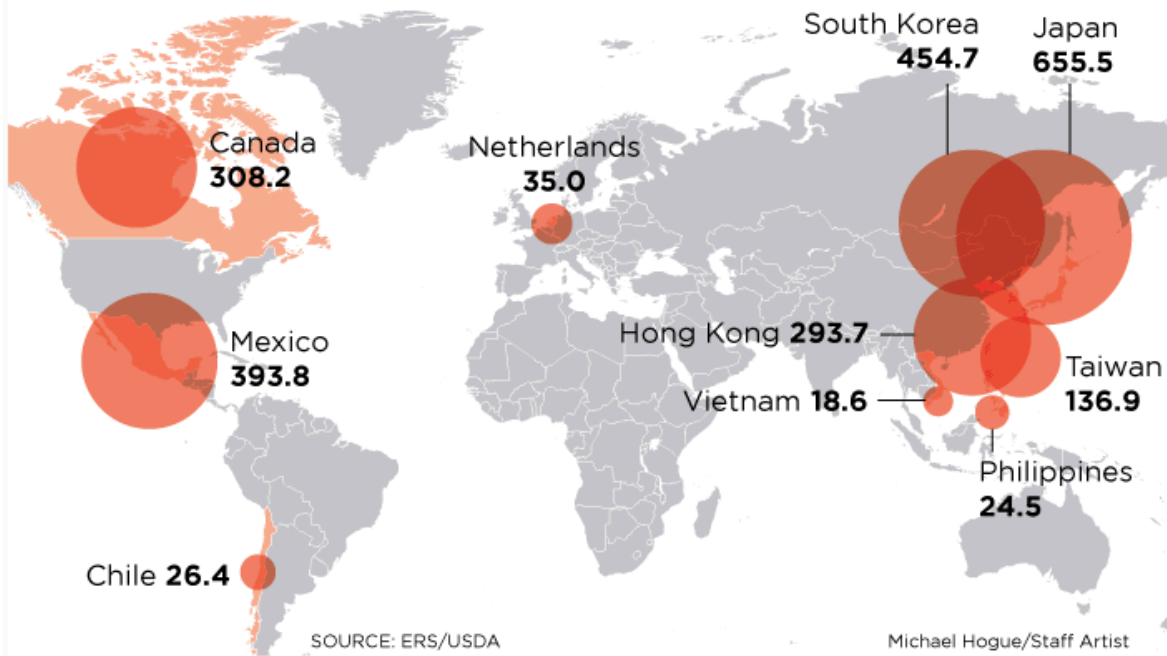 South Korea
454.7
Japan
655.5
Canada
308.2
Netherlands
35.0
Mexico
393.8
Hong Kong 293.7
Taiwan
136.9
Vietnam 18.6
Philippines
24.5
Chile 26.4
SOURCE: ERS/USDA
Michael Hogue/Staff Artist